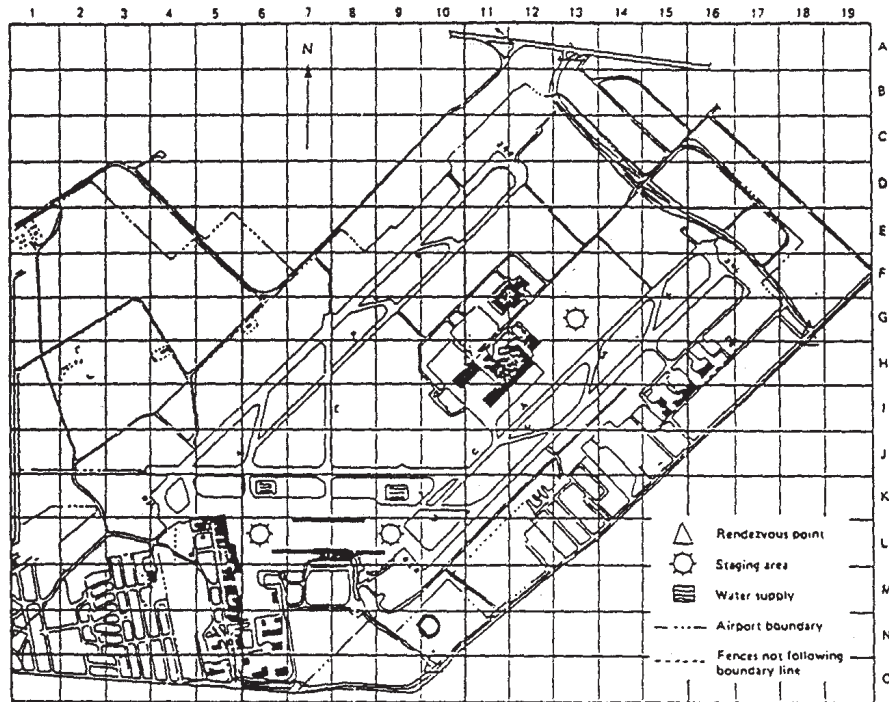 1 2 3 4 5 6 7 8 9 10 11 12 13 14 15 16 17 18 19
N
A
B
C
D
E
F
G
H
I
J
K
L
M
N
O
Rendezvous point
Staging area
Water supply
Airport boundary
Fences not following
boundary line